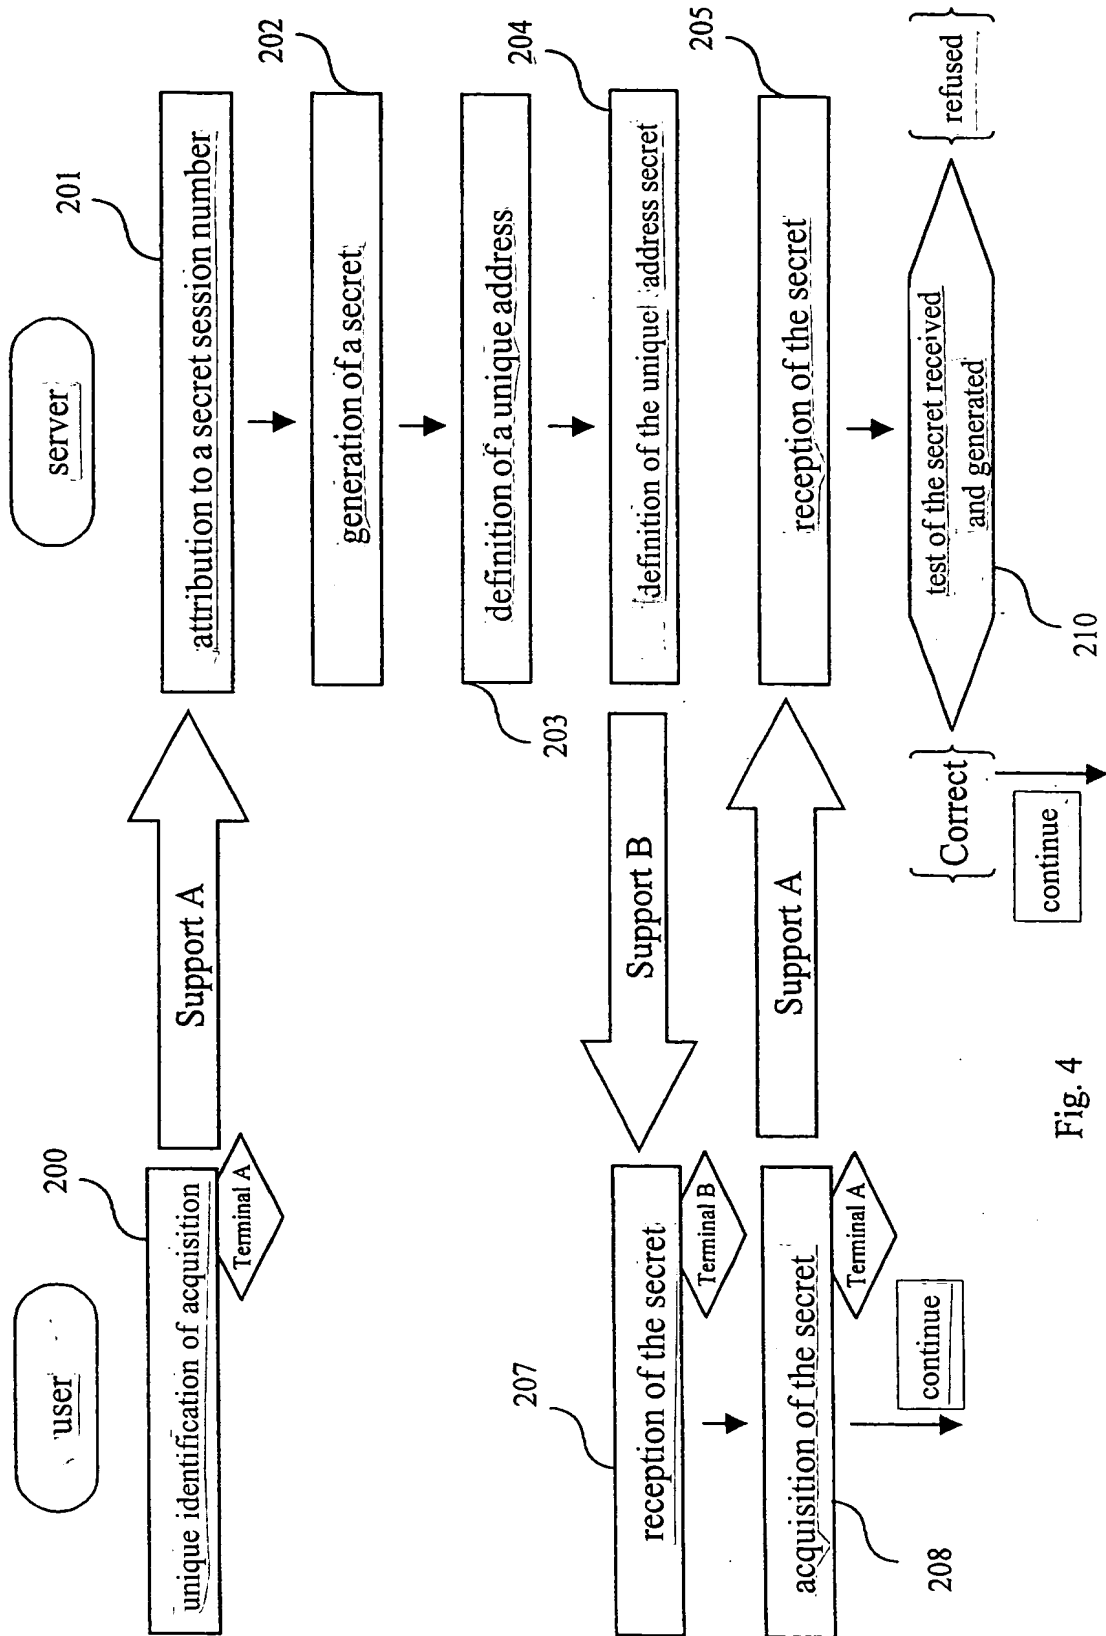 user
server
200
unique identification of acquisition
Terminal A
Support A
201
attribution to a secret session number
202
generation of a secret
203
definition of a unique address
204
definition of the unique address secret
Support B
207
reception of the secret
Terminal B
208
acquisition of the secret
Terminal A
continue
Support A
205
reception of the secret
210
test of the secret received
and generated
Correct
refused
continue
Fig. 4